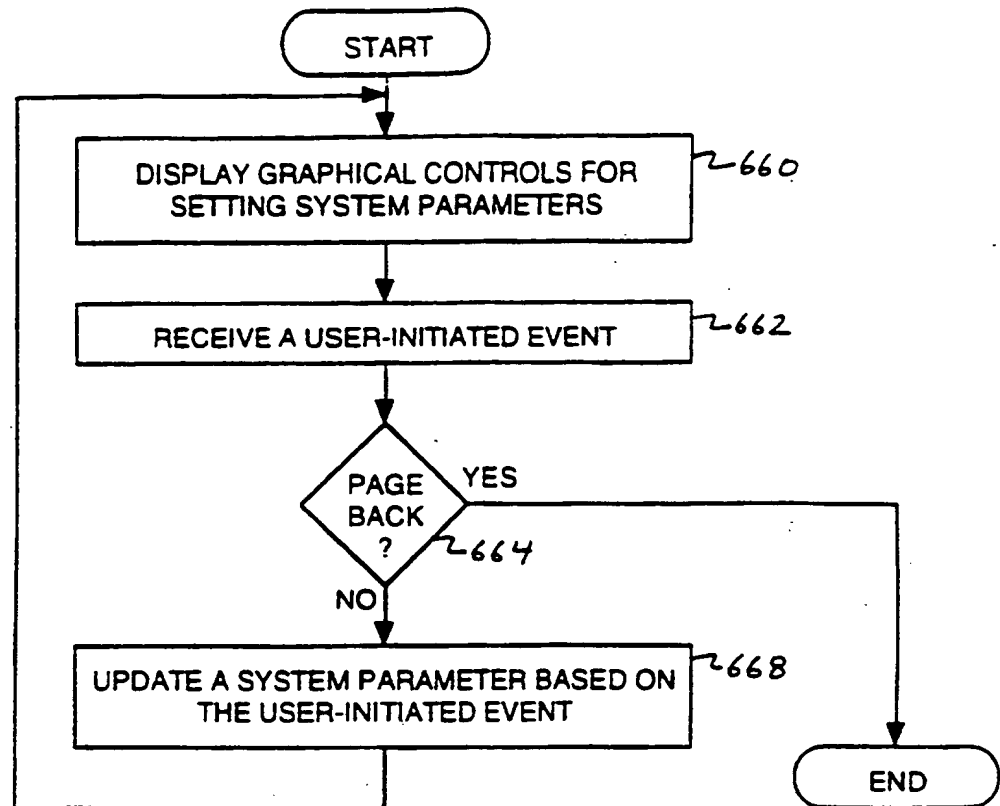 START
DISPLAY GRAPHICAL CONTROLS FOR
SETTING SYSTEM PARAMETERS
660
RECEIVE A USER-INITIATED EVENT
662
PAGE
BACK
?
YES
664
NO
UPDATE A SYSTEM PARAMETER BASED ON
THE USER-INITIATED EVENT
668
END